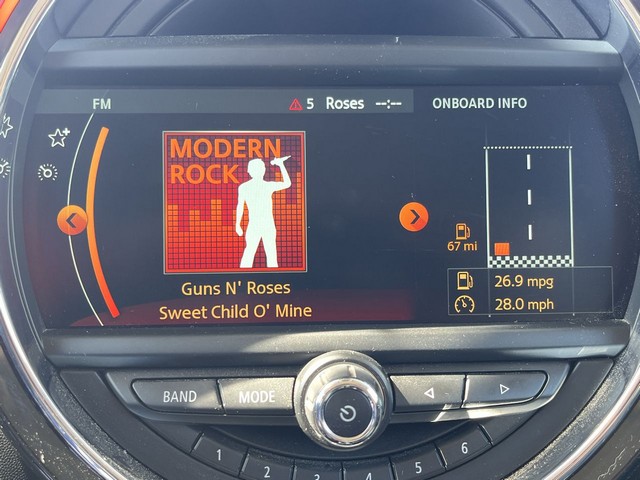 FM
5 Roses --:--
ONBOARD INFO
MODERN
ROCK
67 mi
Guns N' Roses
Sweet Child O' Mine
26.9 mpg
28.0 mph
BAND
MODE
1
2
3
4
5
6